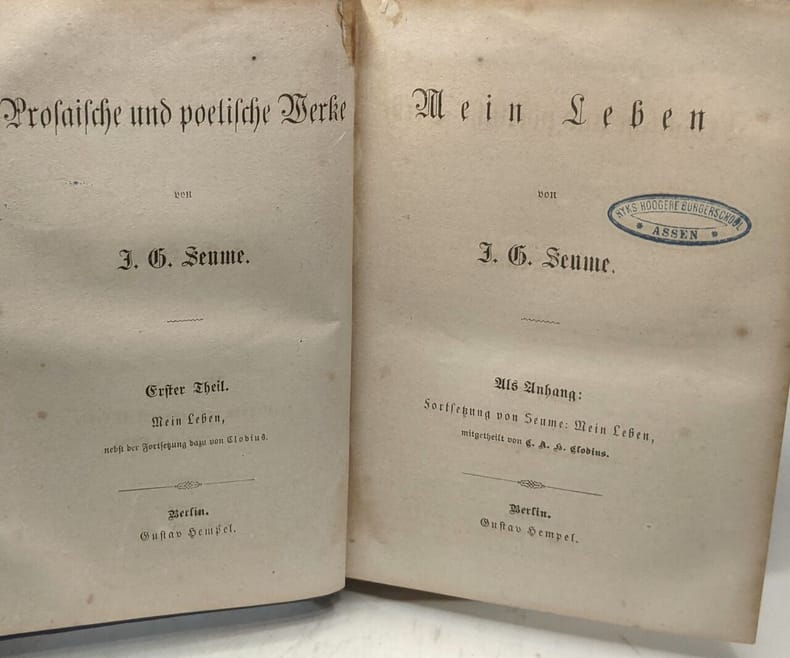 Prosaische und poetische Werke
von
J. G. Seume.
Erster Theil.
Mein Leben,
nebst der Fortsetzung dazu von Clodius.
Berlin.
Gustav Hempel.
Mein Leben
von
J. G. Seume.
RYKS HOOGERE BURGERSCHOOL
* ASSEN *
Als Anhang:
Fortsetzung von Seume: Mein Leben,
mitgetheilt von C. A. H. Clodius.
Berlin.
Gustav Hempel.